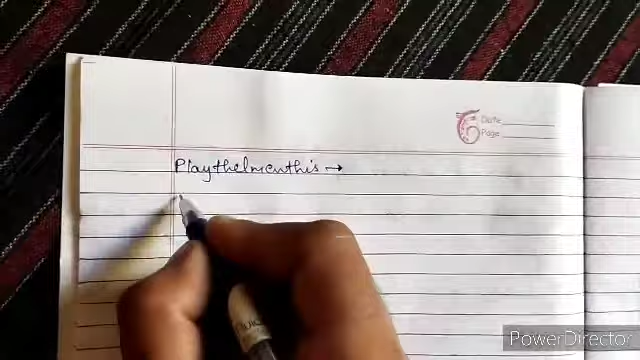 Date
Page
Playthelmenthis →
PowerDirector